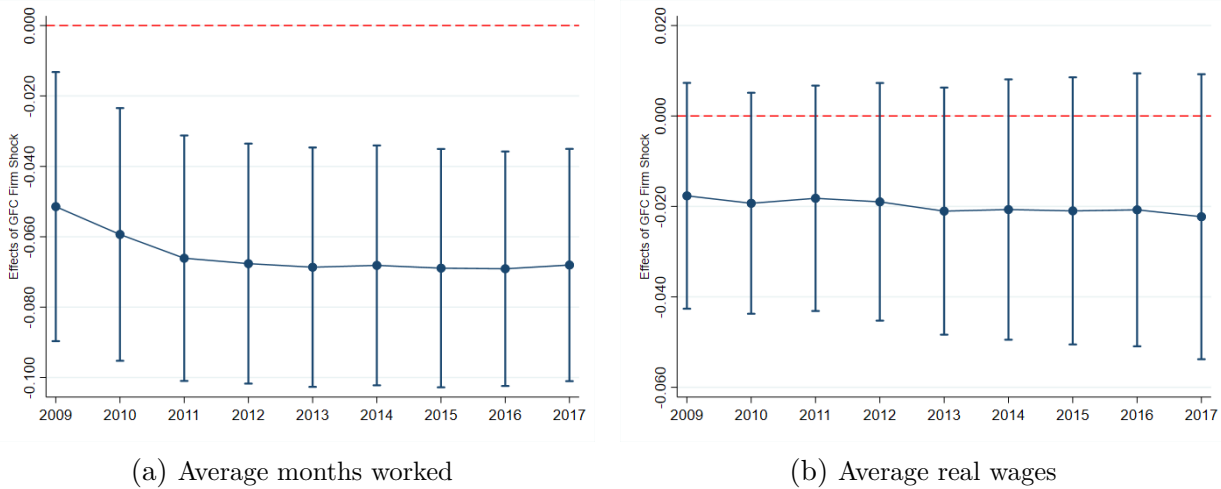 Effects of GFC Firm Shock
0.000
-0.020
-0.040
-0.060
-0.080
-0.100
2009 2010 2011 2012 2013 2014 2015 2016 2017
(a) Average months worked
Effects of GFC Firm Shock
0.020
0.000
-0.020
-0.040
-0.060
2009 2010 2011 2012 2013 2014 2015 2016 2017
(b) Average real wages